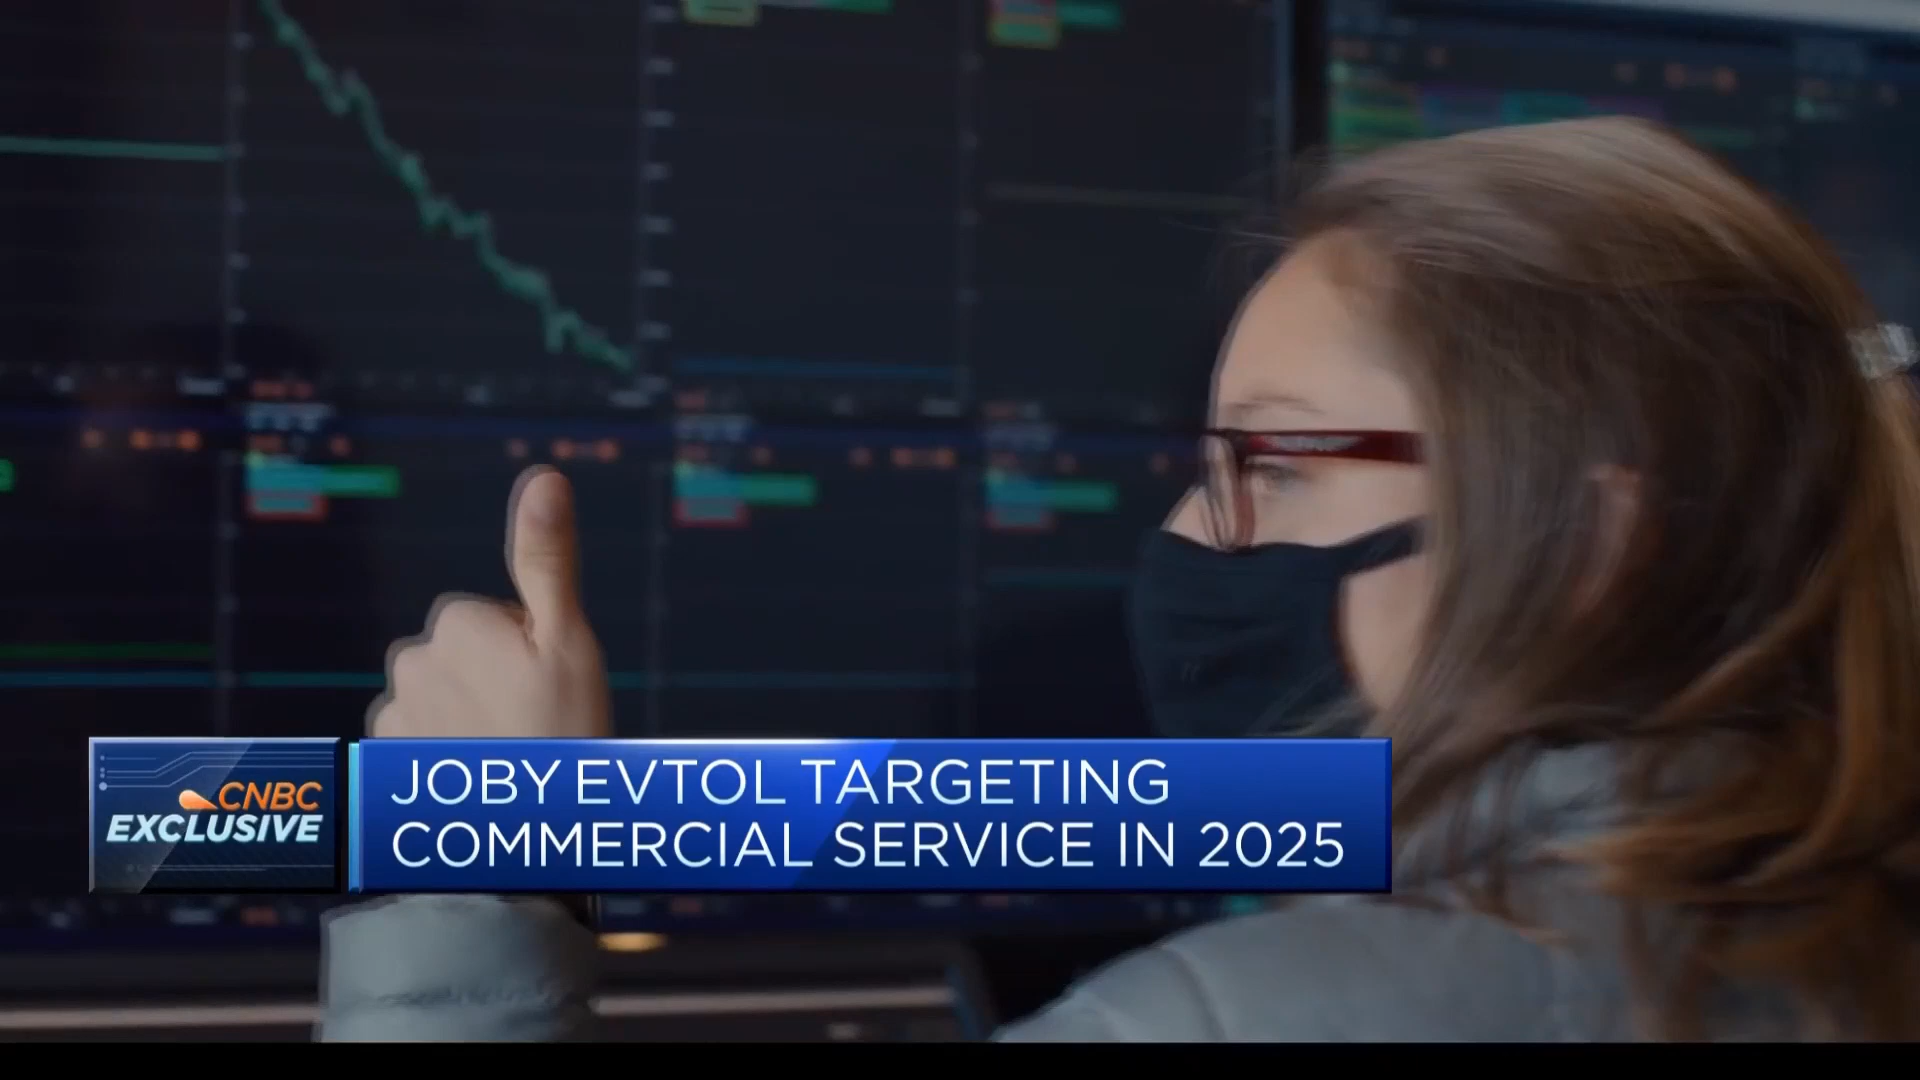 CNBC
EXCLUSIVE
JOBY EVTOL TARGETING
COMMERCIAL SERVICE IN 2025